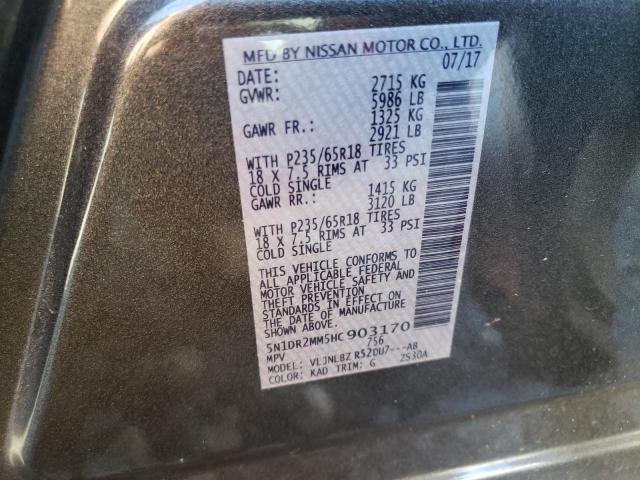 MFD BY NISSAN MOTOR CO., LTD.
DATE: 07/17
GVWR: 2715 KG
5986 LB
GAWR FR.: 1325 KG
2921 LB
WITH P235/65R18 TIRES
18 X 7.5 RIMS AT 33 PSI
COLD SINGLE
GAWR RR.: 1415 KG
3120 LB
WITH P235/65R18 TIRES
18 X 7.5 RIMS AT 33 PSI
COLD SINGLE
THIS VEHICLE CONFORMS TO
ALL APPLICABLE FEDERAL
MOTOR VEHICLE SAFETY AND
THEFT PREVENTION
STANDARDS IN EFFECT ON
THE DATE OF MANUFACTURE
SHOWN ABOVE.
5N1DR2MM5HC903170
MPV 756
MODEL: VLJNLBZ R52DU7---AB
COLOR: KAD TRIM: G ZS30A